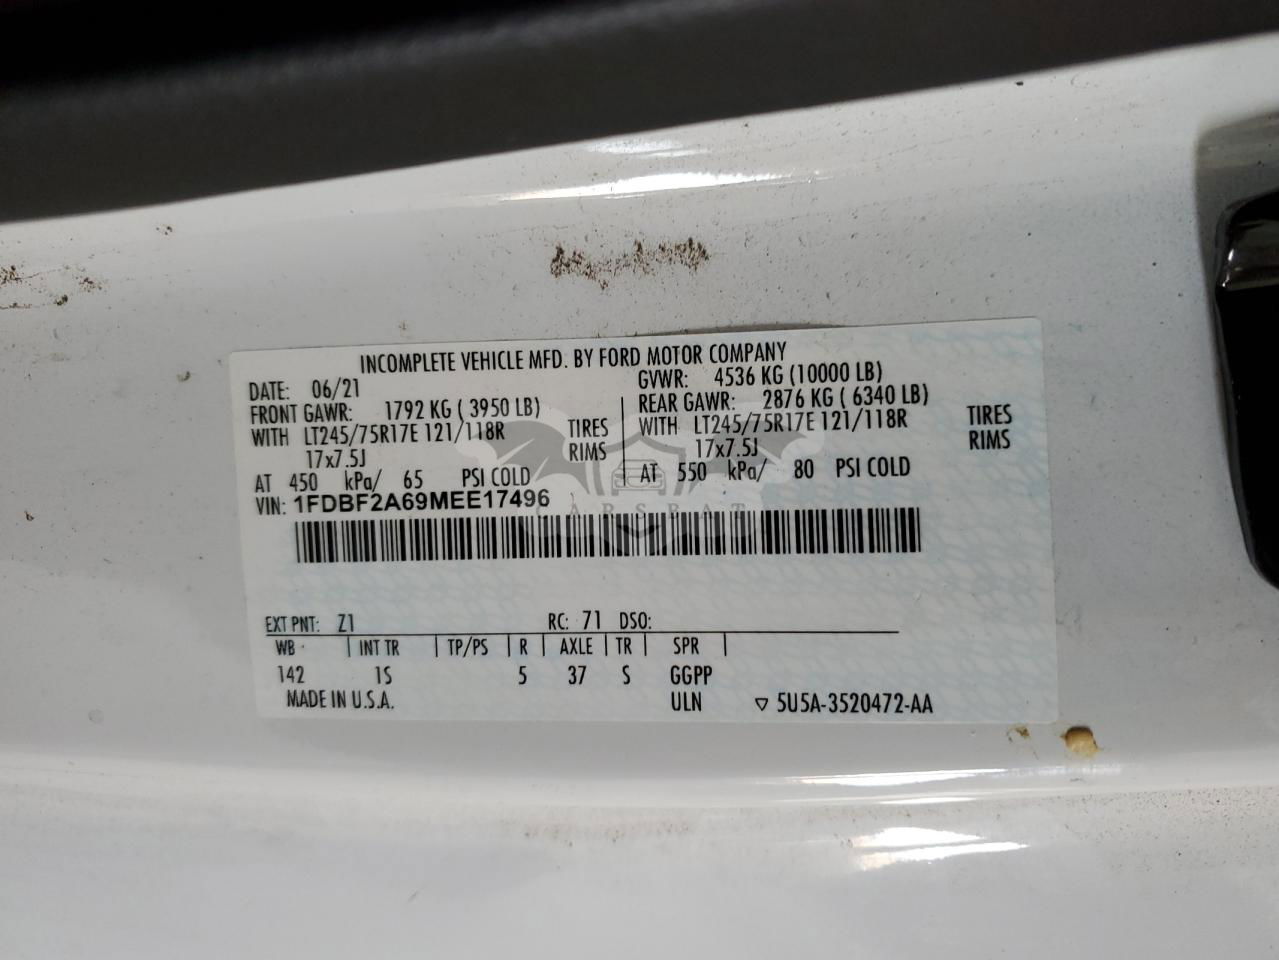 INCOMPLETE VEHICLE MFD. BY FORD MOTOR COMPANY
DATE: 06/21 GVWR: 4536 KG (10000 LB)
FRONT GAWR: 1792 KG ( 3950 LB) REAR GAWR: 2876 KG ( 6340 LB)
WITH LT245/75R17E 121/118R TIRES WITH LT245/75R17E 121/118R TIRES
17x7.5J RIMS 17x7.5J RIMS
AT 450 kPa/ 65 PSI COLD AT 550 kPa/ 80 PSI COLD
VIN: 1FDBF2A69MEE17496
CARSBAT
EXT PNT: Z1 RC: 71 DSO:
WB INT TR TP/PS R AXLE TR SPR
142 1S 5 37 S GGPP
MADE IN U.S.A. ULN ▽ 5U5A-3520472-AA